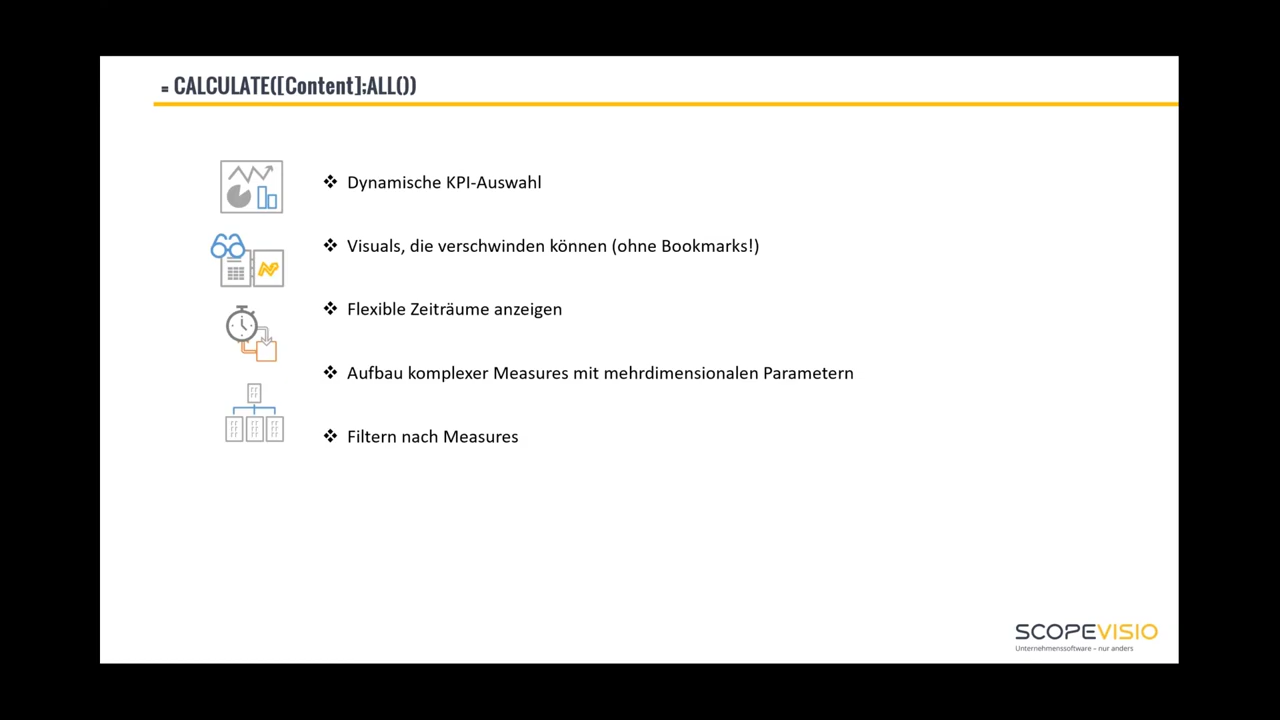 = CALCULATE([Content];ALL())
❖ Dynamische KPI-Auswahl
❖ Visuals, die verschwinden können (ohne Bookmarks!)
❖ Flexible Zeiträume anzeigen
❖ Aufbau komplexer Measures mit mehrdimensionalen Parametern
❖ Filtern nach Measures
SCOPEVISIO
Unternehmenssoftware – nur anders